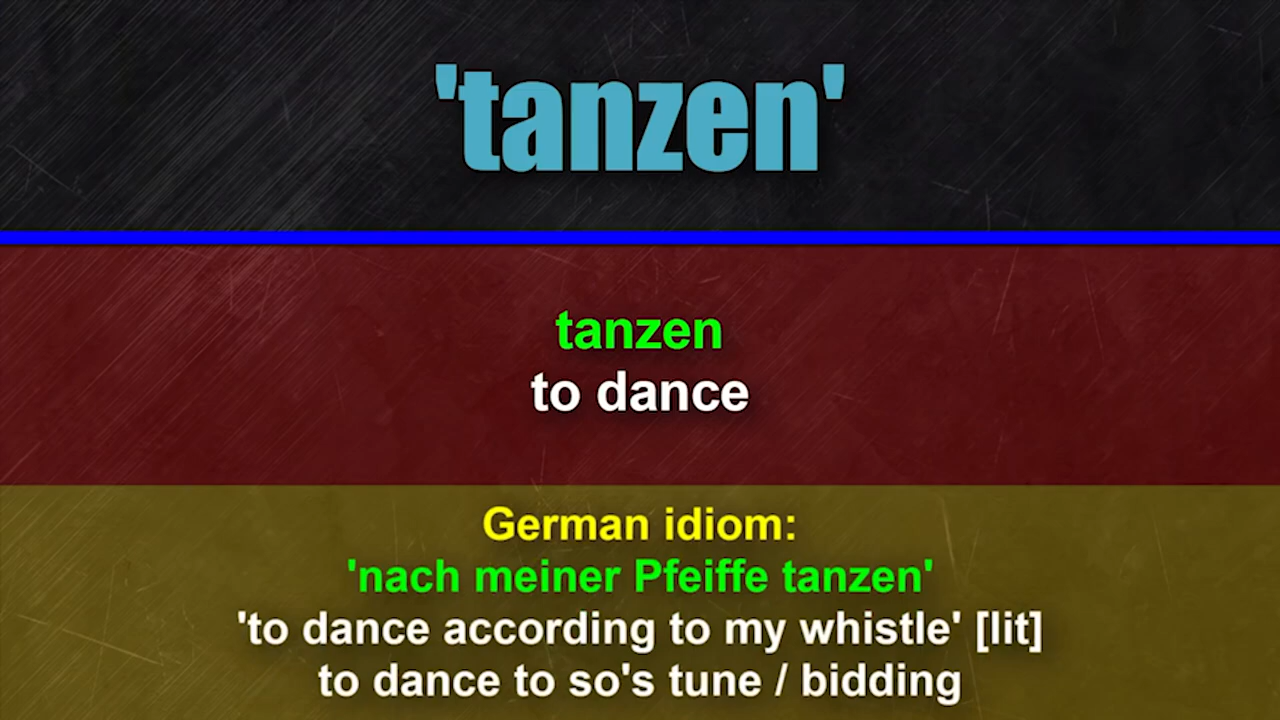 'tanzen'
tanzen
to dance
German idiom:
'nach meiner Pfeiffe tanzen'
'to dance according to my whistle' [lit]
to dance to so's tune / bidding